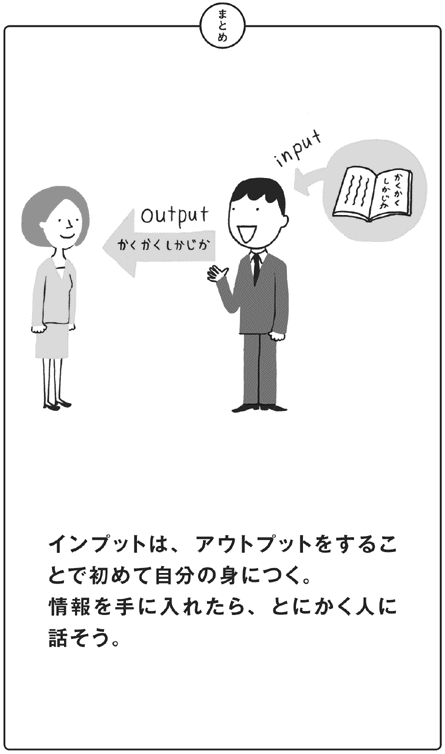 まとめ
input
かくかく
しかじか
output
かくかくしかじか
インプットは、アウトプットをするこ
とで初めて自分の身につく。
情報を手に入れたら、とにかく人に
話そう。